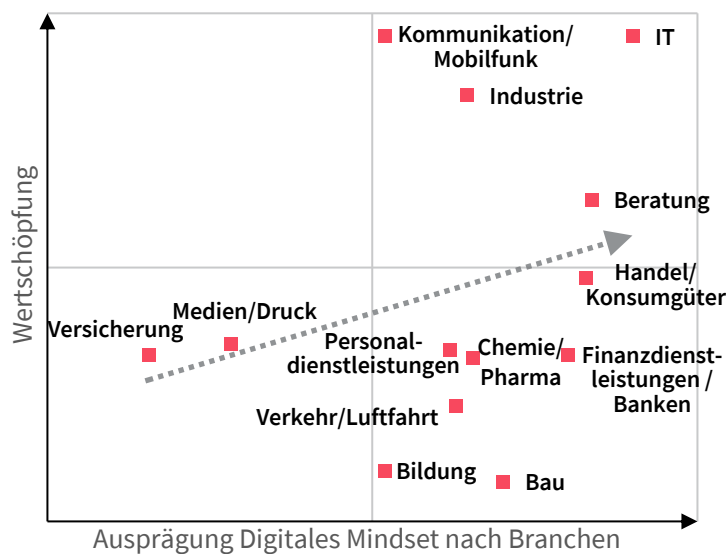 Kommunikation/
Mobilfunk
IT
Industrie
Beratung
Wertschöpfung
Handel/
Konsumgüter
Medien/Druck
Versicherung
Personal-
dienstleistungen
Chemie/
Pharma
Finanzdienst-
leistungen /
Banken
Verkehr/Luftfahrt
Bildung
Bau
Ausprägung Digitales Mindset nach Branchen